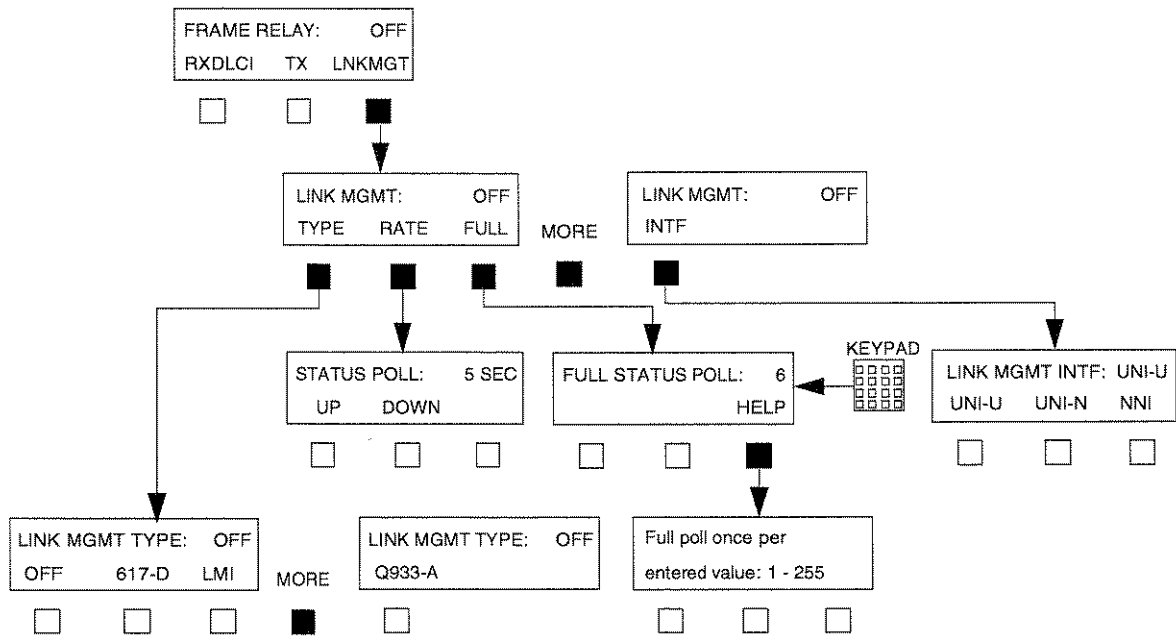 FRAME RELAY: OFF
RXDLCI TX LNKMGT
LINK MGMT: OFF
TYPE RATE FULL
MORE
LINK MGMT: OFF
INTF
STATUS POLL: 5 SEC
UP DOWN
FULL STATUS POLL: 6
HELP
KEYPAD
LINK MGMT INTF: UNI-U
UNI-U UNI-N NNI
LINK MGMT TYPE: OFF
OFF 617-D LMI
MORE
LINK MGMT TYPE: OFF
Q933-A
Full poll once per
entered value: 1 - 255